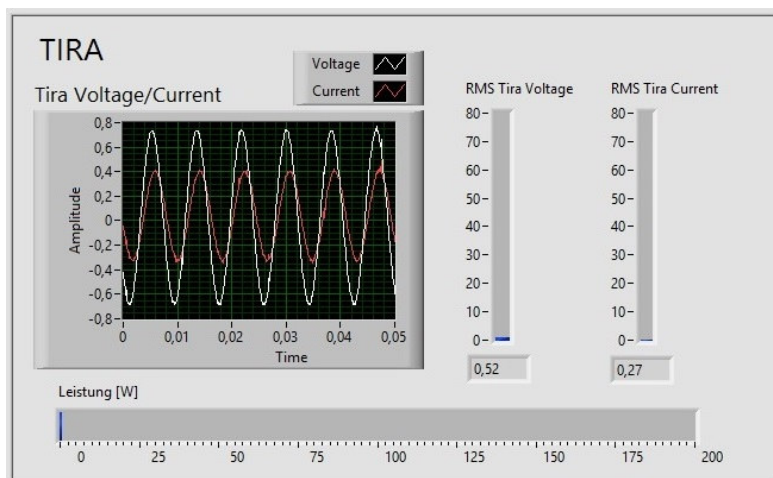 TIRA
Voltage
Current
Tira Voltage/Current
0,8
0,6
0,4
0,2
0
-0,2
-0,4
-0,6
-0,8
Amplitude
0 0,01 0,02 0,03 0,04 0,05
Time
RMS Tira Voltage
80
70
60
50
40
30
20
10
0
0,52
RMS Tira Current
80
70
60
50
40
30
20
10
0
0,27
Leistung [W]
0 25 50 75 100 125 150 175 200